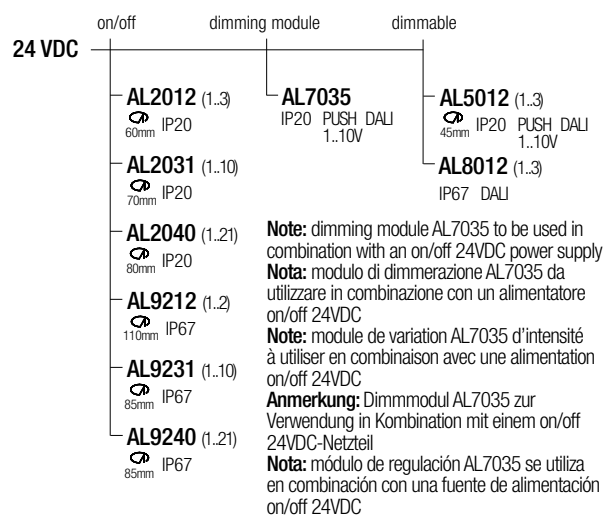 on/off dimming module dimmable
24 VDC
AL2012 (1..3)
60mm IP20
AL2031 (1..10)
70mm IP20
AL2040 (1..21)
80mm IP20
AL9212 (1..2)
110mm IP67
AL9231 (1..10)
85mm IP67
AL9240 (1..21)
85mm IP67
AL7035
IP20 PUSH DALI
1..10V
AL5012 (1..3)
45mm IP20 PUSH DALI
1..10V
AL8012 (1..3)
IP67 DALI
Note: dimming module AL7035 to be used in
combination with an on/off 24VDC power supply
Nota: modulo di dimmerazione AL7035 da
utilizzare in combinazione con un alimentatore
on/off 24VDC
Note: module de variation AL7035 d'intensité
à utiliser en combinaison avec une alimentation
on/off 24VDC
Anmerkung: Dimmmodul AL7035 zur
Verwendung in Kombination mit einem on/off
24VDC-Netzteil
Nota: módulo de regulación AL7035 se utiliza
en combinación con una fuente de alimentación
on/off 24VDC